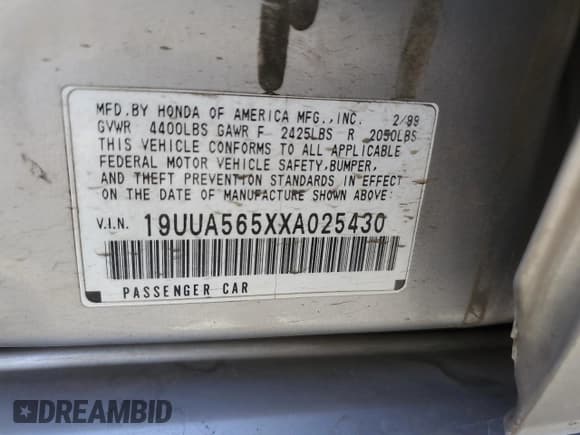 MFD.BY HONDA OF AMERICA MFG.,INC. 2/99
GVWR 4400LBS GAWR F 2425LBS R 2050LBS
THIS VEHICLE CONFORMS TO ALL APPLICABLE
FEDERAL MOTOR VEHICLE SAFETY,BUMPER,
AND THEFT PREVENTION STANDARDS IN EFFECT
ON THE DATE OF MANUFACTURE SHOWN ABOVE:
V.I.N. 19UUA565XXA025430
PASSENGER CAR
DREAMBID